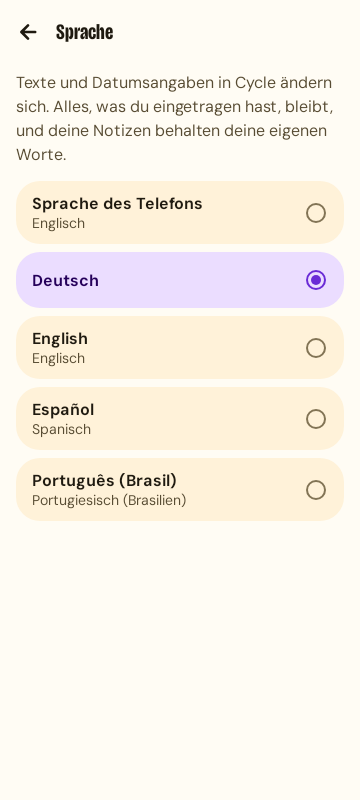 Sprache
Texte und Datumsangaben in Cycle ändern
sich. Alles, was du eingetragen hast, bleibt,
und deine Notizen behalten deine eigenen
Worte.
Sprache des Telefons
Englisch
Deutsch
English
Englisch
Español
Spanisch
Português (Brasil)
Portugiesisch (Brasilien)